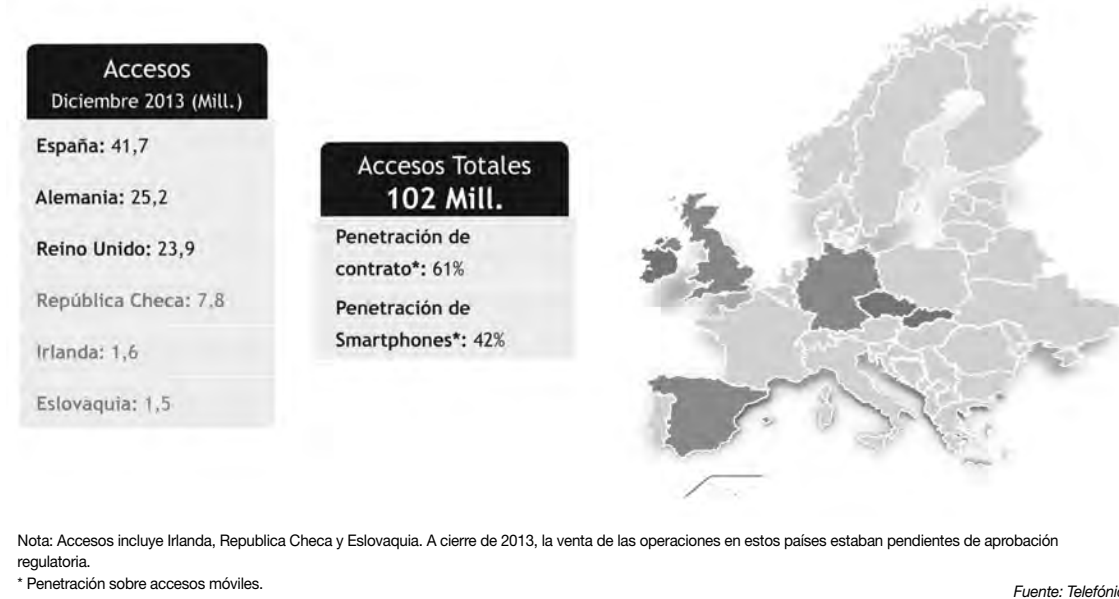 Accesos
Diciembre 2013 (Mill.)
España: 41,7
Alemania: 25,2
Reino Unido: 23,9
República Checa: 7,8
Irlanda: 1,6
Eslovaquia: 1,5
Accesos Totales
102 Mill.
Penetración de
contrato*: 61%
Penetración de
Smartphones*: 42%
Nota: Accesos incluye Irlanda, Republica Checa y Eslovaquia. A cierre de 2013, la venta de las operaciones en estos países estaban pendientes de aprobación
regulatoria.
* Penetración sobre accesos móviles.
Fuente: Telefóni